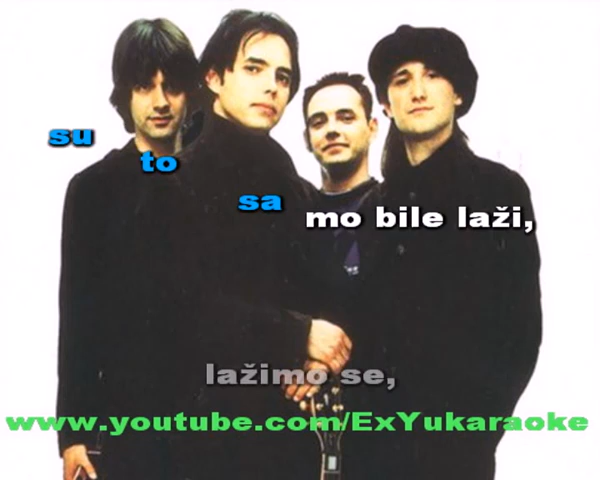 su
to
sa
mo bile laži,
lažimo se,
www.youtube.com/ExYukaraoke